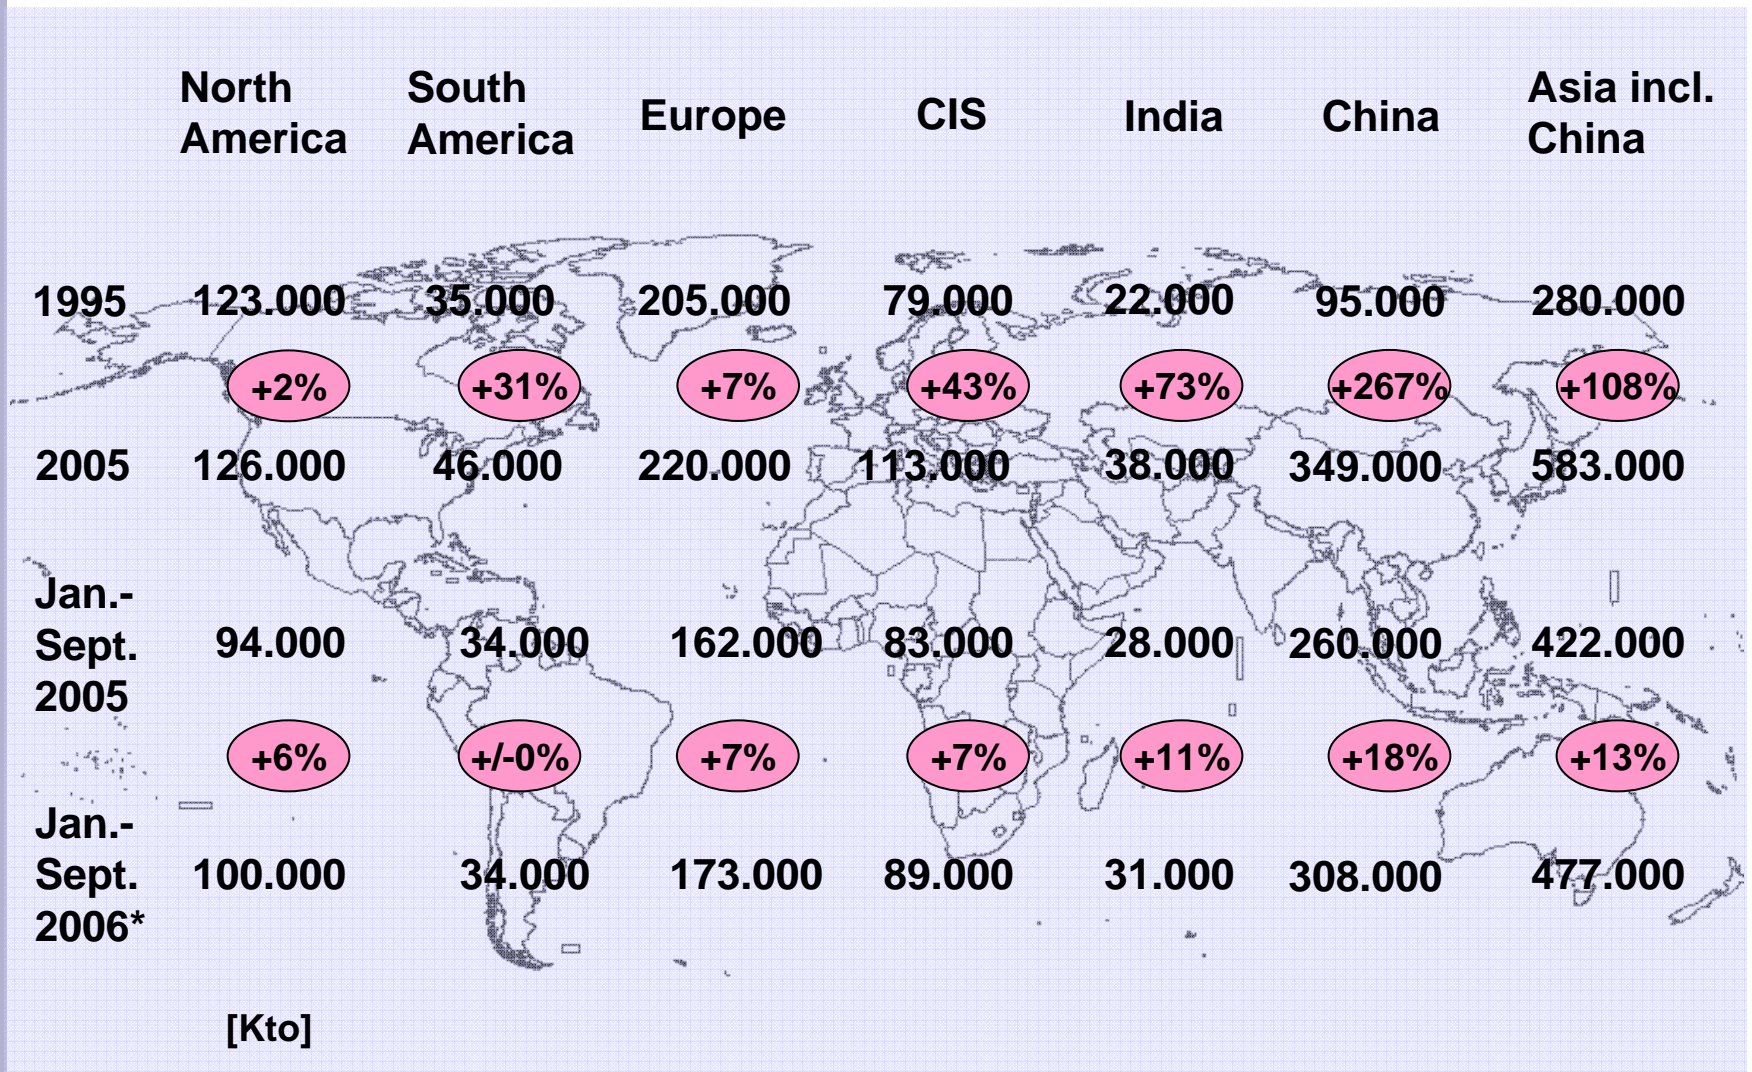 North America South America Europe CIS India China Asia incl. China
1995 123.000 35.000 205.000 79.000 22.000 95.000 280.000
+2% +31% +7% +43% +73% +267% +108%
2005 126.000 46.000 220.000 113.000 38.000 349.000 583.000
Jan.-
Sept. 94.000 34.000 162.000 83.000 28.000 260.000 422.000
2005
+6% +/-0% +7% +7% +11% +18% +13%
Jan.-
Sept. 100.000 34.000 173.000 89.000 31.000 308.000 477.000
2006*
[Kto]